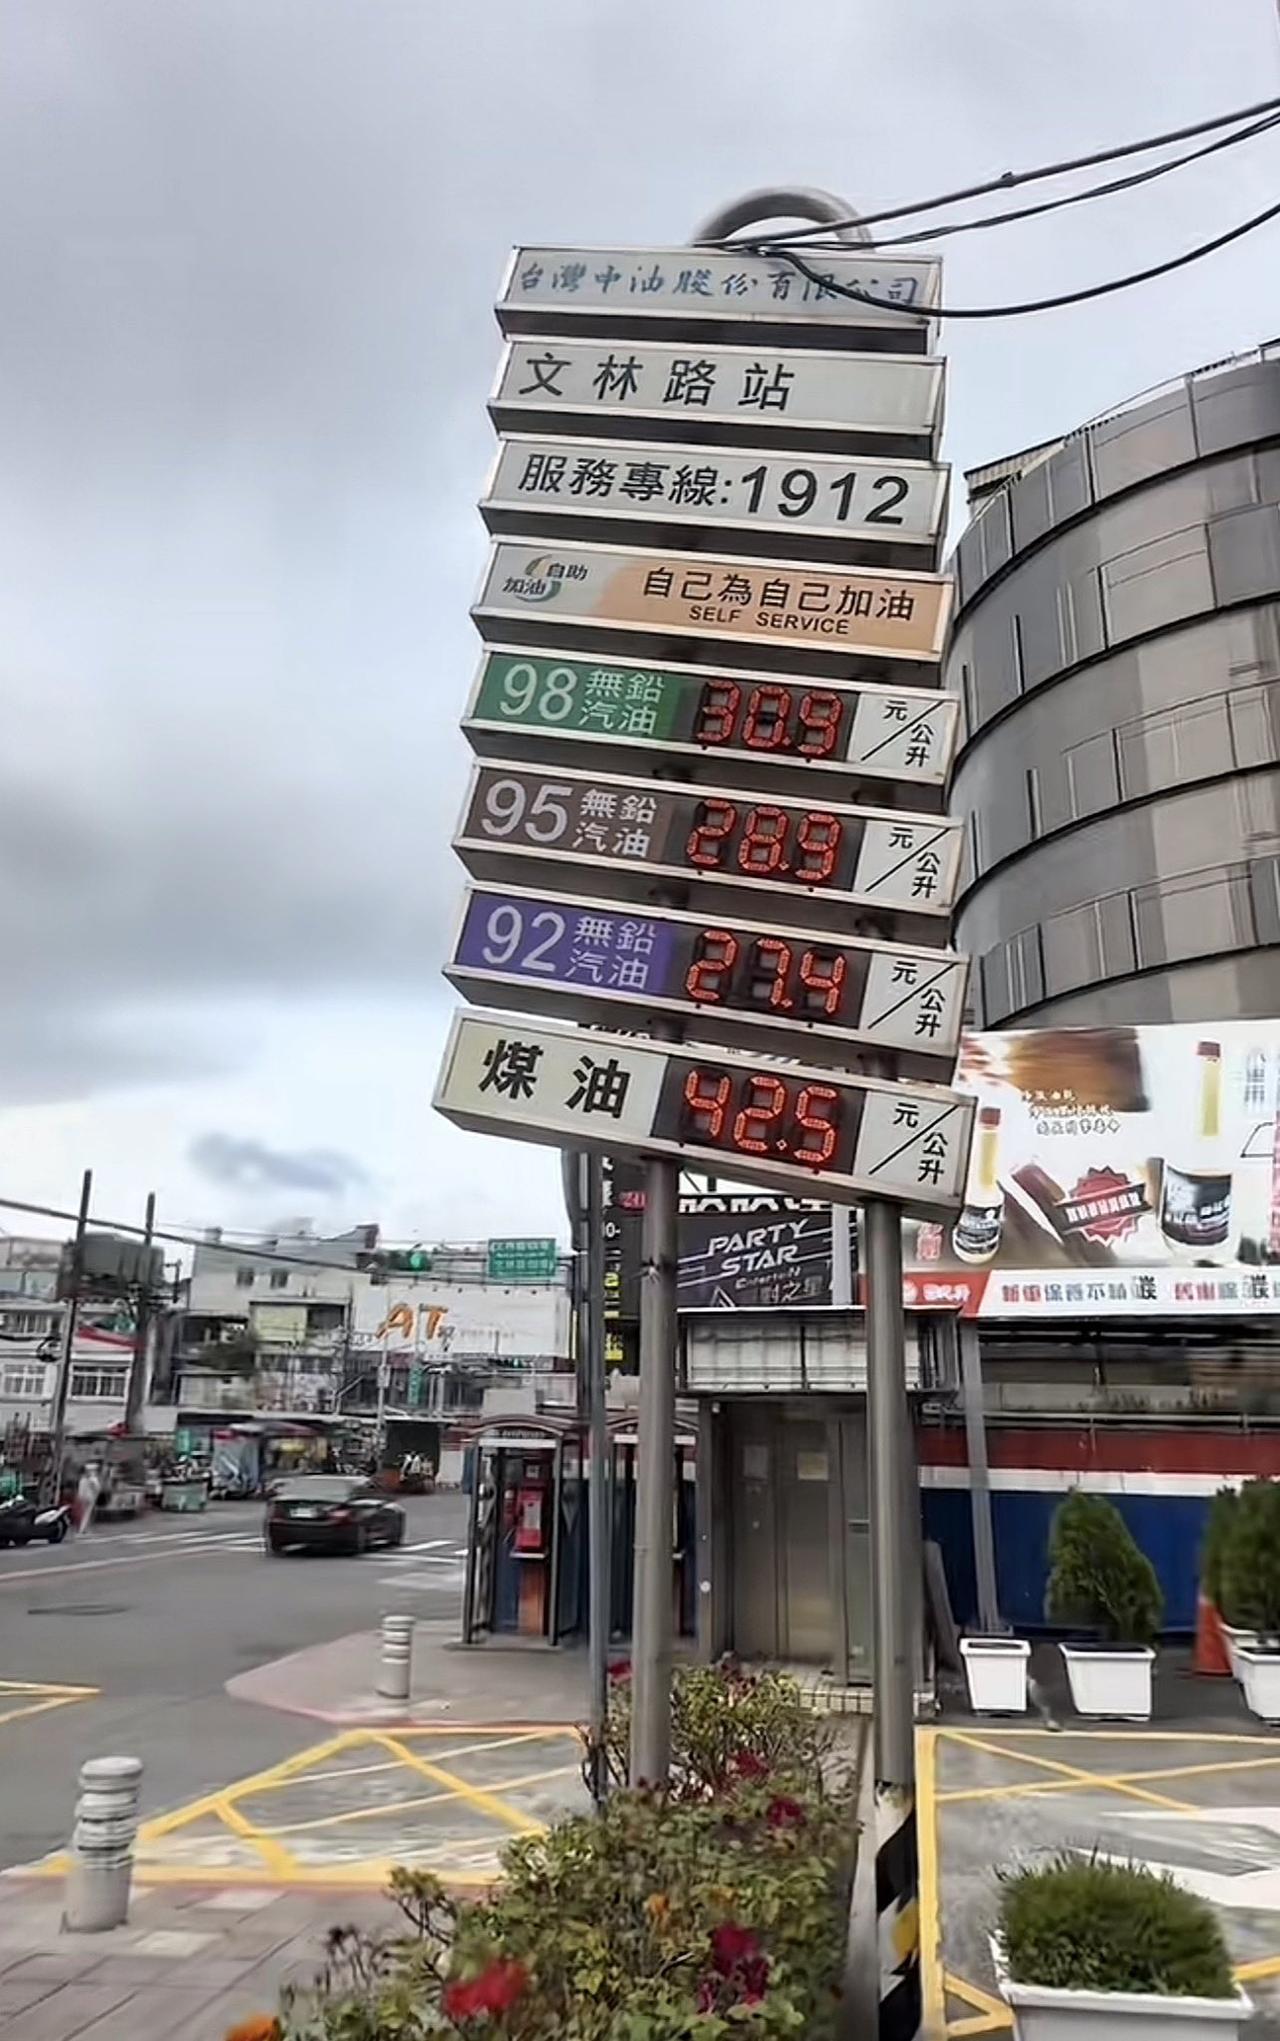 台灣中油股份有限公司
文林路站
服務專線:1912
自助
加油
自己為自己加油
SELF SERVICE
98 無鉛汽油 30.9 元/公升
95 無鉛汽油 28.9 元/公升
92 無鉛汽油 27.4 元/公升
煤油 42.5 元/公升
PARTY
STAR
AT